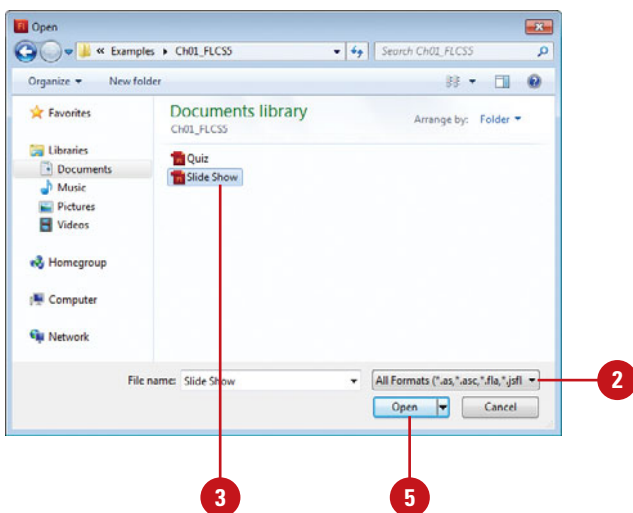 Fl Open
« Examples ▸ Ch01_FLCS5
Search Ch01_FLCS5
Organize
New folder
Favorites
Libraries
Documents
Music
Pictures
Videos
Homegroup
Computer
Network
Documents library
Ch01_FLCS5
Arrange by: Folder
Quiz
Slide Show
File name: Slide Show
All Formats (*.as,*.asc,*.fla,*.jsfl
Open
Cancel
2
3
5